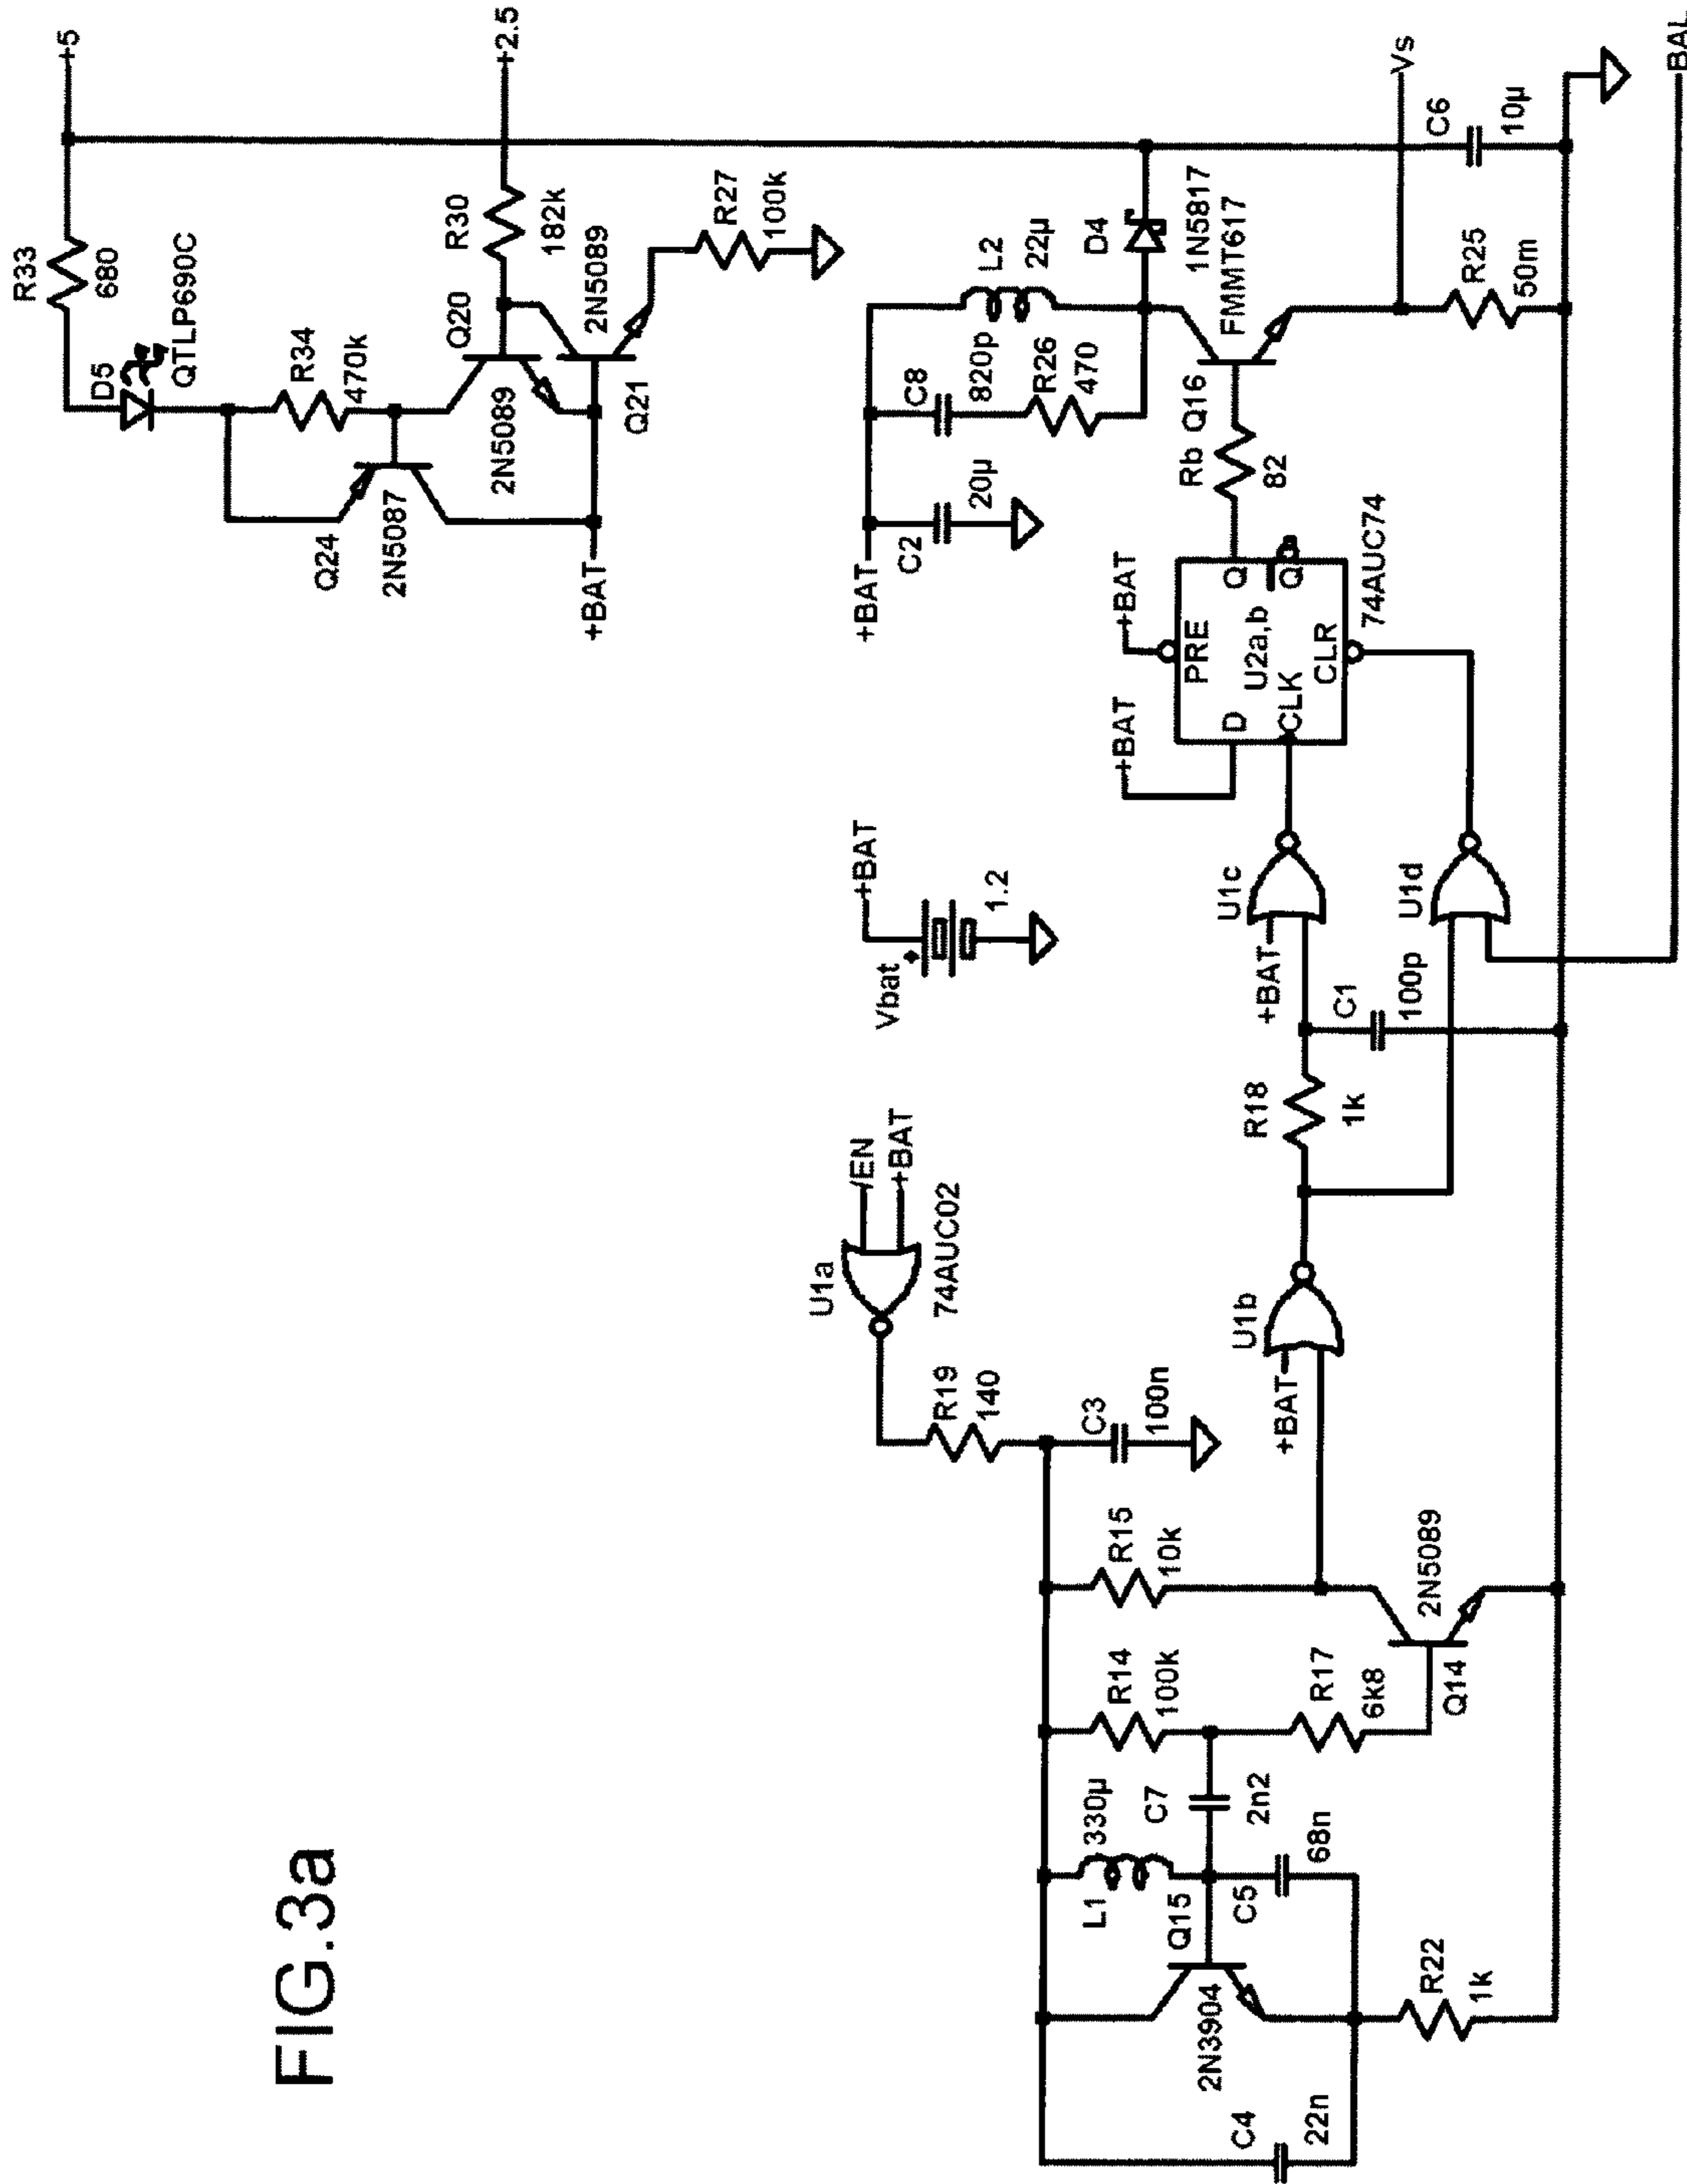 FIG.3a
R33
680
+5
D5
QTLP690C
R34
470k
Q24
2N5087
Q20
2N5089
R30
182k
+2.5
2N5089
Q21
R27
100k
+BAT
+BAT
C2
20µ
C8
820p
R26
470
L2
22µ
D4
1N5817
FMMT617
Q16
Rb
82
Vs
R25
50m
C6
10µ
BAL
+BAT
+BAT
PRE
D
Q
U2a,b
CLK
Q
CLR
74AUC74
Vbat
+
+BAT
1.2
U1c
+BAT
U1d
C1
100p
R18
1k
/EN
+BAT
U1a
74AUC02
U1b
+BAT
R19
140
C3
100n
R15
10k
R14
100k
R17
6k8
Q14
2N5089
C7
2n2
L1
330µ
Q15
2N3904
C5
68n
C4
22n
R22
1k